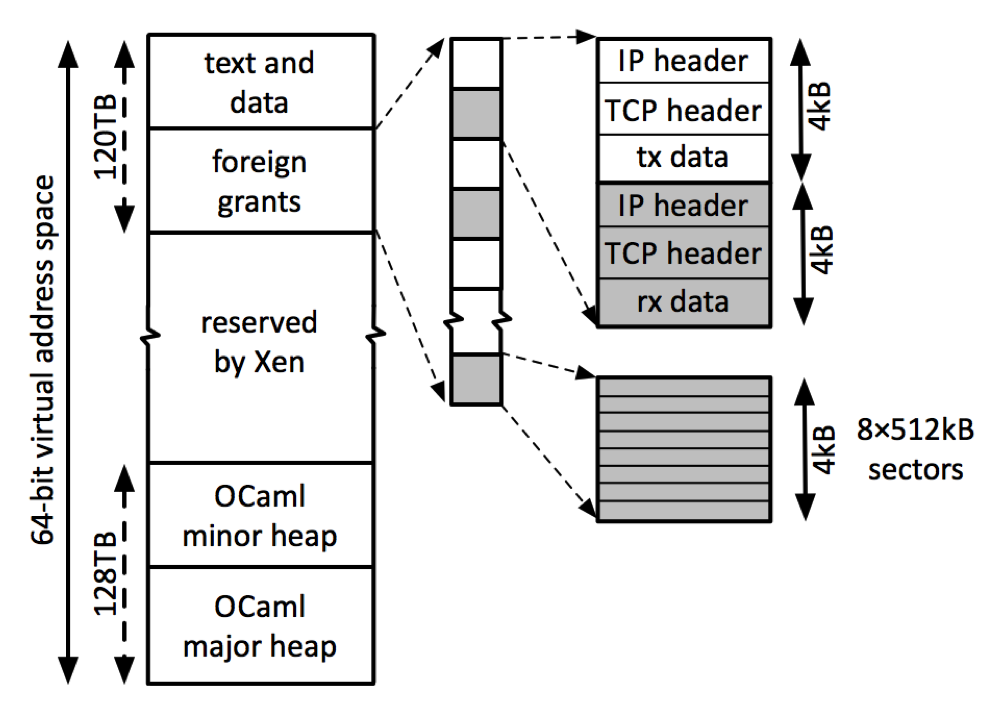 64-bit virtual address space
120TB
128TB
text and
data
foreign
grants
reserved
by Xen
OCaml
minor heap
OCaml
major heap
IP header
TCP header
tx data
IP header
TCP header
rx data
4kB
4kB
4kB
8×512kB
sectors